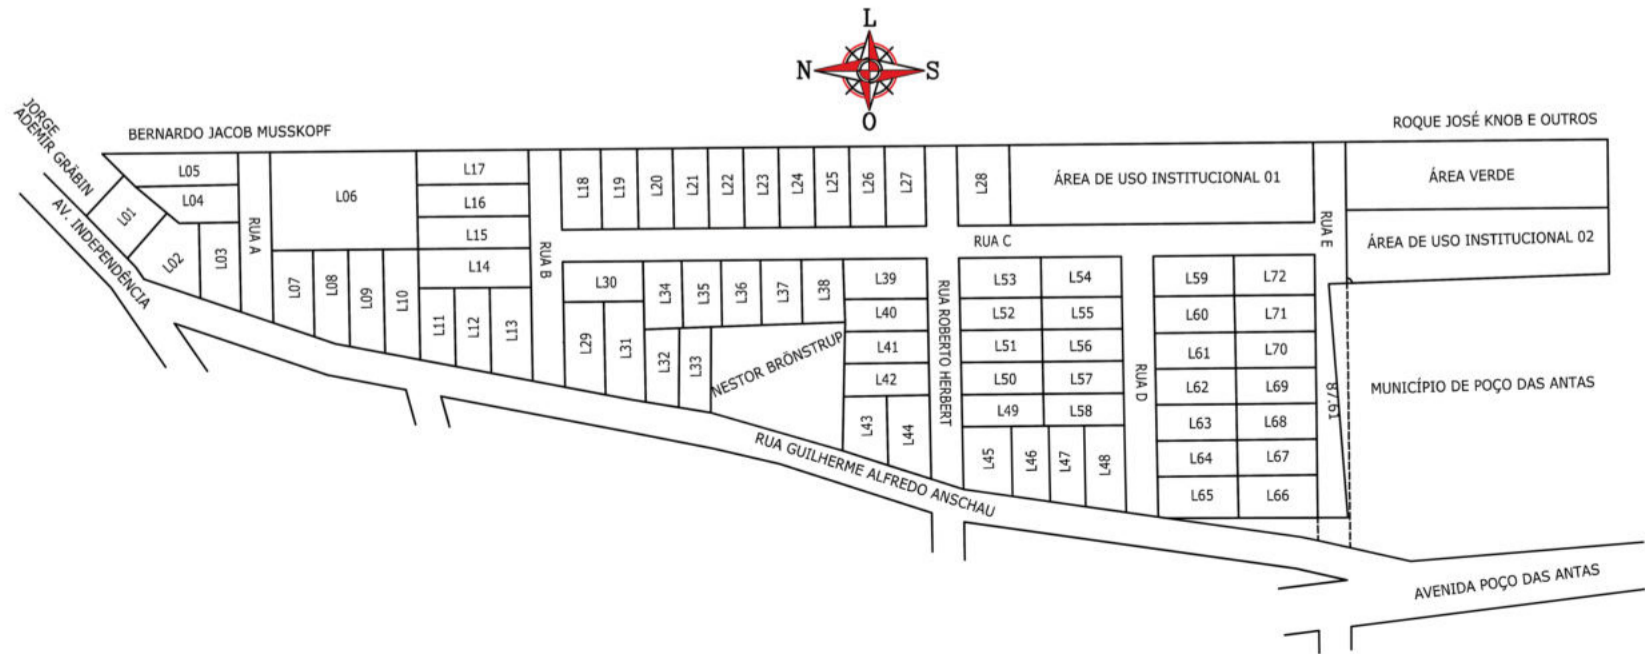 L
N
S
O
JORGE
ADEMIR GRÄBIN
BERNARDO JACOB MUSSKOPF
ROQUE JOSÉ KNOB E OUTROS
AV. INDEPENDÊNCIA
L01
L02
L03
L04
L05
RUA A
L06
L07
L08
L09
L10
L17
L16
L15
L14
L11
L12
L13
RUA B
L18
L19
L20
L21
L22
L23
L24
L25
L26
L27
L28
ÁREA DE USO INSTITUCIONAL 01
RUA C
RUA E
ÁREA VERDE
ÁREA DE USO INSTITUCIONAL 02
L30
L29
L31
L34
L35
L36
L37
L38
L32
L33
NESTOR BRÖNSTRUP
L39
L40
L41
L42
L43
L44
RUA ROBERTO HERBERT
L53
L54
L52
L55
L51
L56
L50
L57
L49
L58
L45
L46
L47
L48
RUA D
L59
L72
L60
L71
L61
L70
L62
L69
L63
L68
L64
L67
L65
L66
87.61
MUNICÍPIO DE POÇO DAS ANTAS
RUA GUILHERME ALFREDO ANSCHAU
AVENIDA POÇO DAS ANTAS